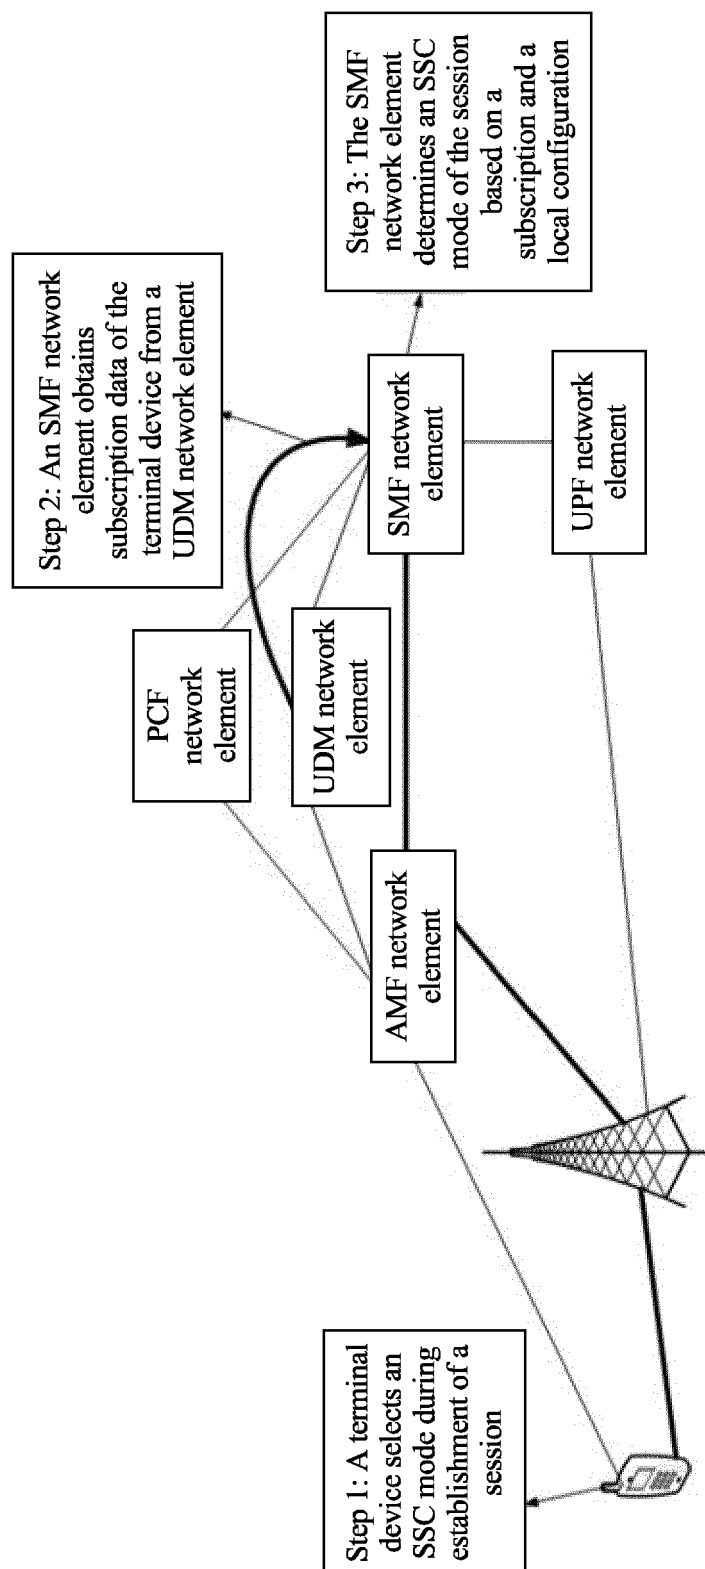 Step 1: A terminal
device selects an
SSC mode during
establishment of a
session
Step 2: An SMF network
element obtains
subscription data of the
terminal device from a
UDM network element
Step 3: The SMF
network element
determines an SSC
mode of the session
based on a
subscription and a
local configuration
PCF
network
element
UDM network
element
AMF network
element
SMF network
element
UPF network
element